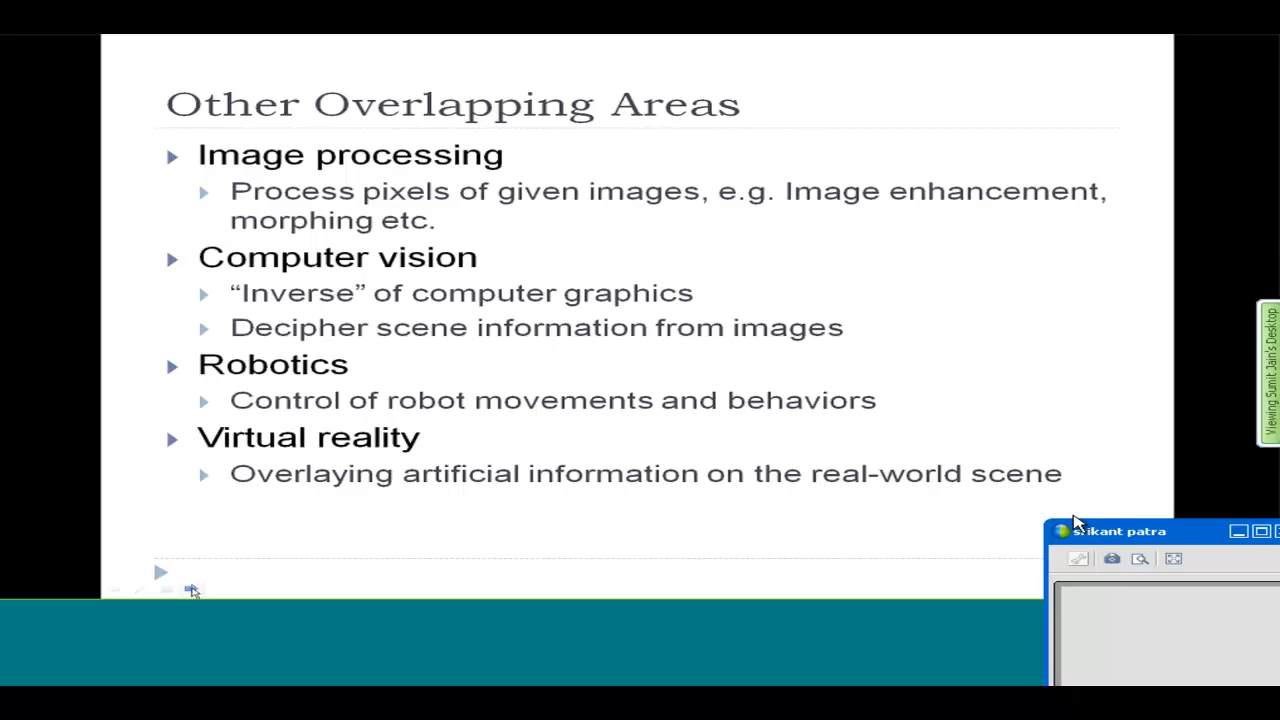 Other Overlapping Areas
Image processing
Process pixels of given images, e.g. Image enhancement,
morphing etc.
Computer vision
“Inverse” of computer graphics
Decipher scene information from images
Robotics
Control of robot movements and behaviors
Virtual reality
Overlaying artificial information on the real-world scene
Viewing Sumit Jain's Desktop
srikant patra